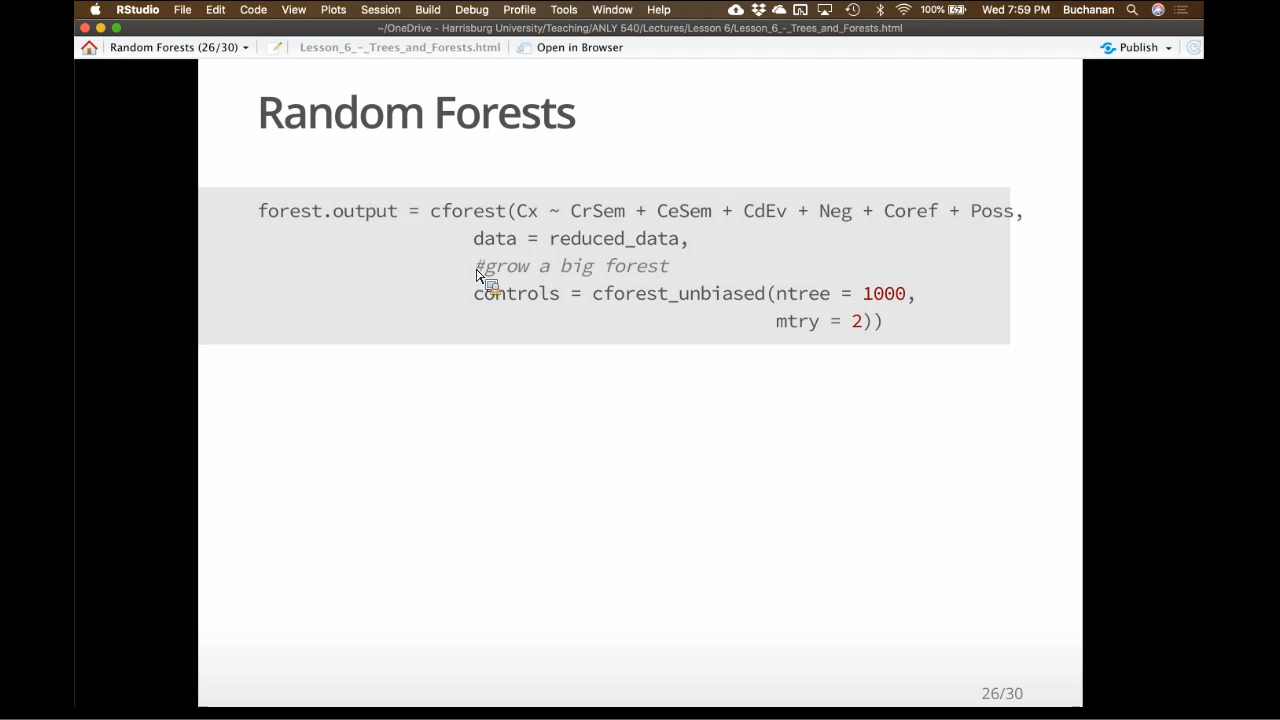 RStudio File Edit Code View Plots Session Build Debug Profile Tools Window Help 100% Wed 7:59 PM Buchanan
~/OneDrive - Harrisburg University/Teaching/ANLY 540/Lectures/Lesson 6/Lesson_6_-_Trees_and_Forests.html
Random Forests (26/30) Lesson_6_-_Trees_and_Forests.html Open in Browser Publish
Random Forests
forest.output = cforest(Cx ~ CrSem + CeSem + CdEv + Neg + Coref + Poss,
data = reduced_data,
#grow a big forest
controls = cforest_unbiased(ntree = 1000,
mtry = 2))
26/30